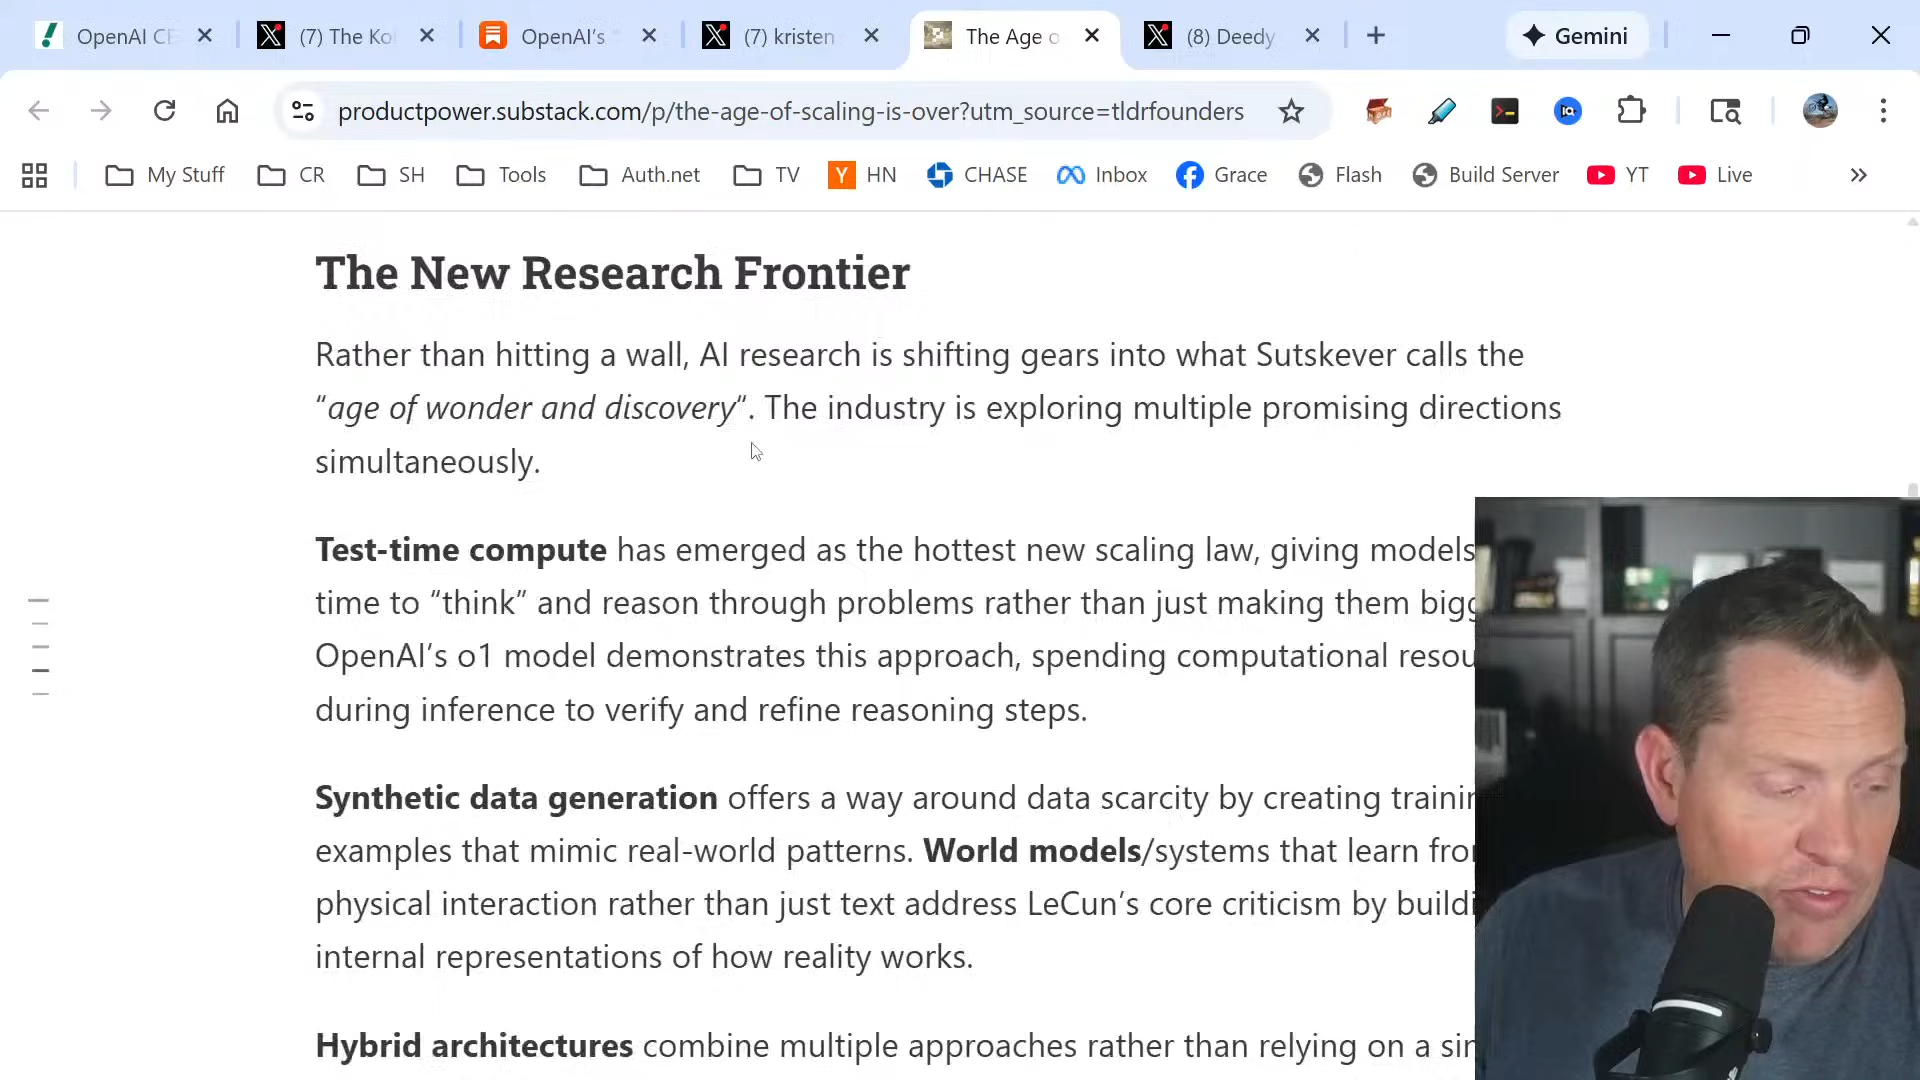 OpenAI CE
(7) The Kol
OpenAI's "
(7) kristen
The Age o
(8) Deedy
Gemini
productpower.substack.com/p/the-age-of-scaling-is-over?utm_source=tldrfounders
My Stuff
CR
SH
Tools
Auth.net
TV
HN
CHASE
Inbox
Grace
Flash
Build Server
YT
Live
The New Research Frontier
Rather than hitting a wall, AI research is shifting gears into what Sutskever calls the
“age of wonder and discovery“. The industry is exploring multiple promising directions
simultaneously.
Test-time compute has emerged as the hottest new scaling law, giving models
time to “think” and reason through problems rather than just making them bigg
OpenAI’s o1 model demonstrates this approach, spending computational resou
during inference to verify and refine reasoning steps.
Synthetic data generation offers a way around data scarcity by creating trainin
examples that mimic real-world patterns. World models/systems that learn fro
physical interaction rather than just text address LeCun’s core criticism by buildi
internal representations of how reality works.
Hybrid architectures combine multiple approaches rather than relying on a sin